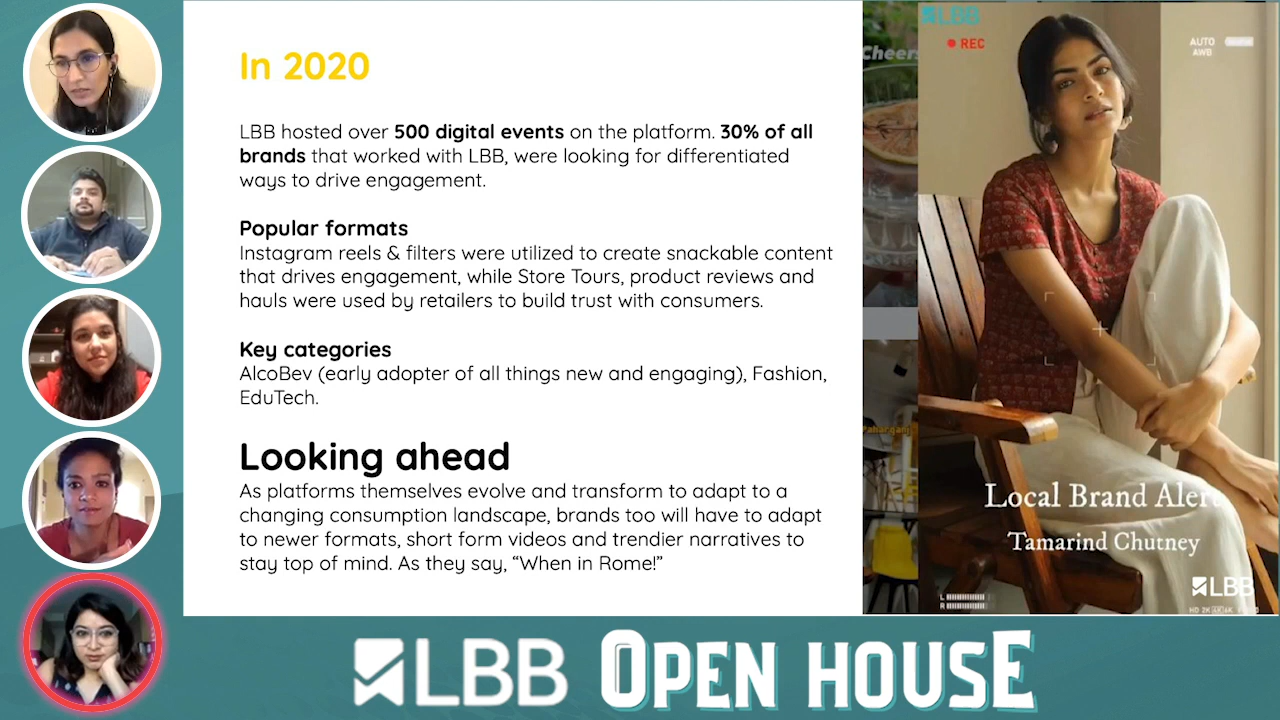 In 2020
LBB hosted over 500 digital events on the platform. 30% of all
brands that worked with LBB, were looking for differentiated
ways to drive engagement.
Popular formats
Instagram reels & filters were utilized to create snackable content
that drives engagement, while Store Tours, product reviews and
hauls were used by retailers to build trust with consumers.
Key categories
AlcoBev (early adopter of all things new and engaging), Fashion,
EduTech.
Looking ahead
As platforms themselves evolve and transform to adapt to a
changing consumption landscape, brands too will have to adapt
to newer formats, short form videos and trendier narratives to
stay top of mind. As they say, “When in Rome!”
Cheers
Paharganj
LBB
REC
AUTO
AWB
Local Brand Alert
Tamarind Chutney
LBB
L
R
HD 2K 4K
LBB OPEN HOUSE